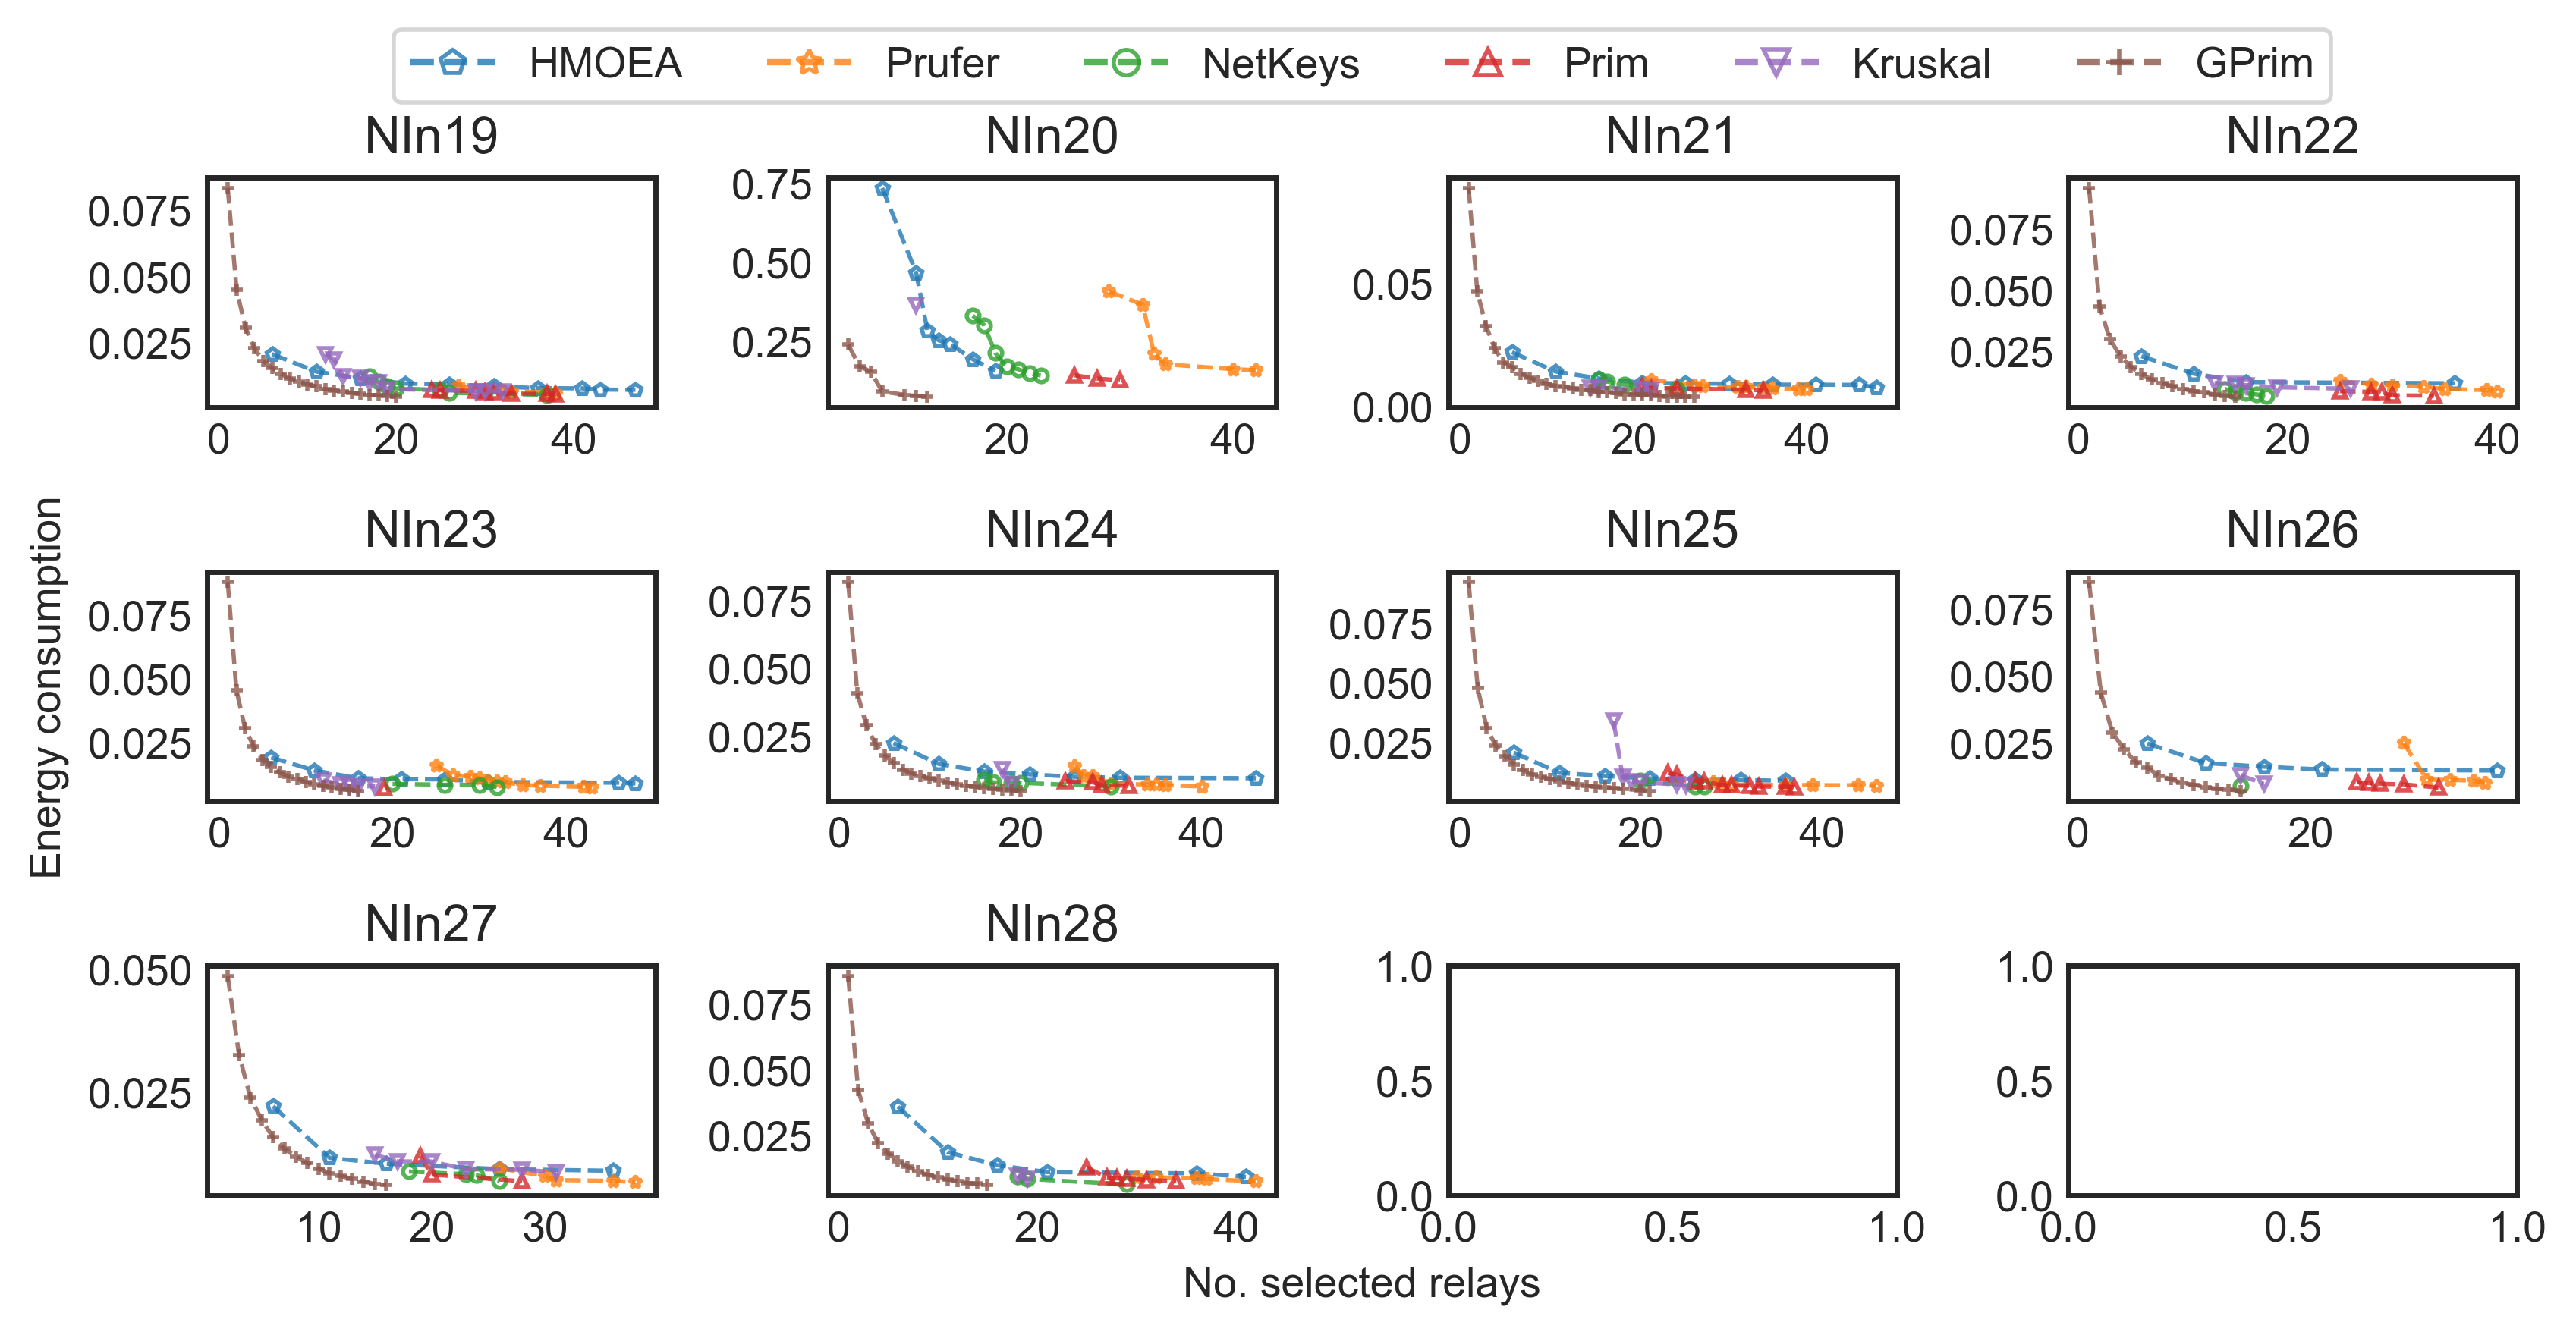 HMOEA Prufer NetKeys Prim Kruskal GPrim
NIn19 NIn20 NIn21 NIn22
0.075 0.050 0.025
0 20 40
0.75 0.50 0.25
20 40
0.05 0.00
0 20 40
0.075 0.050 0.025
0 20 40
Energy consumption
NIn23 NIn24 NIn25 NIn26
0.075 0.050 0.025
0 20 40
0.075 0.050 0.025
0 20 40
0.075 0.050 0.025
0 20 40
0.075 0.050 0.025
0 20
NIn27 NIn28
0.050 0.025
10 20 30
0.075 0.050 0.025
0 20 40
1.0 0.5 0.0
0.0 0.5 1.0
1.0 0.5 0.0
0.0 0.5 1.0
No. selected relays